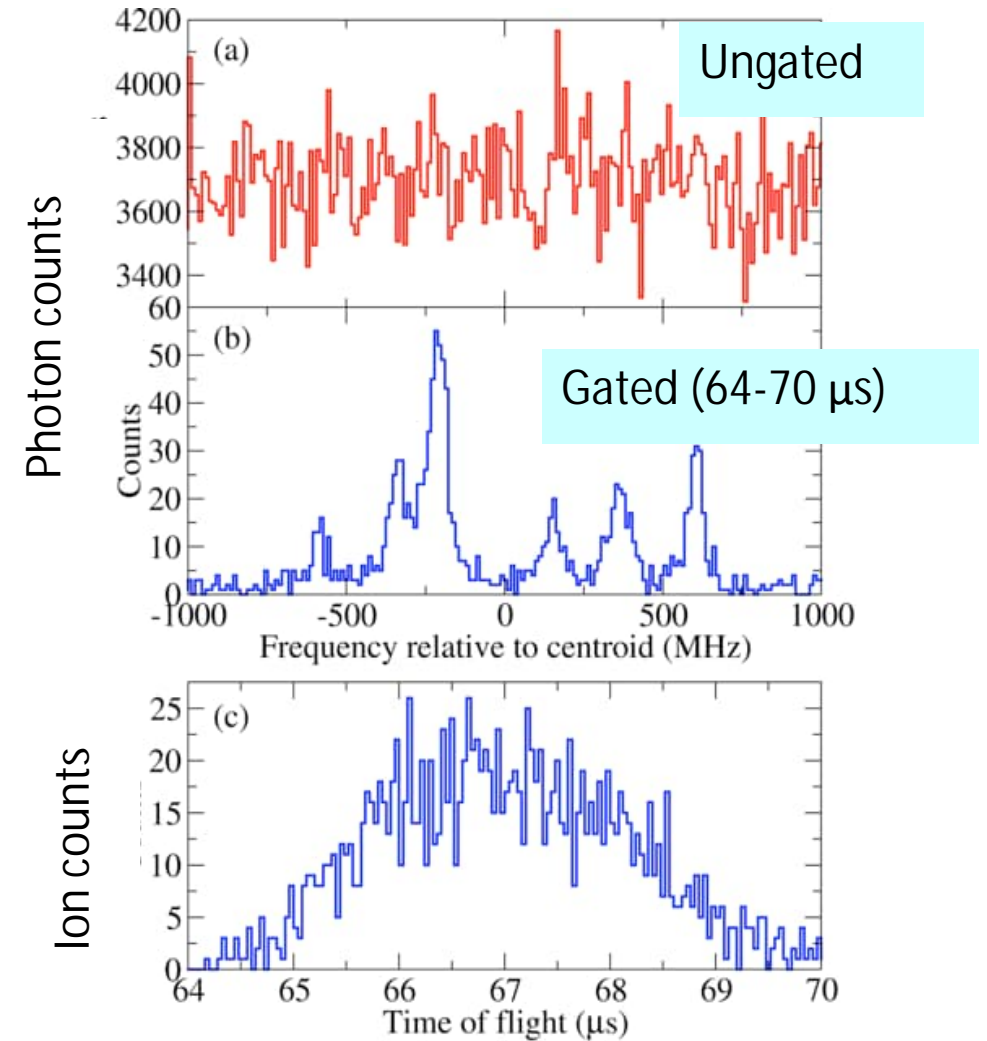 4200
(a)
Ungated
4000
3800
3600
3400
Photon counts
60
(b)
50
Gated (64-70 µs)
40
30
20
10
0
Counts
-1000 -500 0 500 1000
Frequency relative to centroid (MHz)
25
(c)
20
15
10
5
0
Ion counts
64 65 66 67 68 69 70
Time of flight (µs)